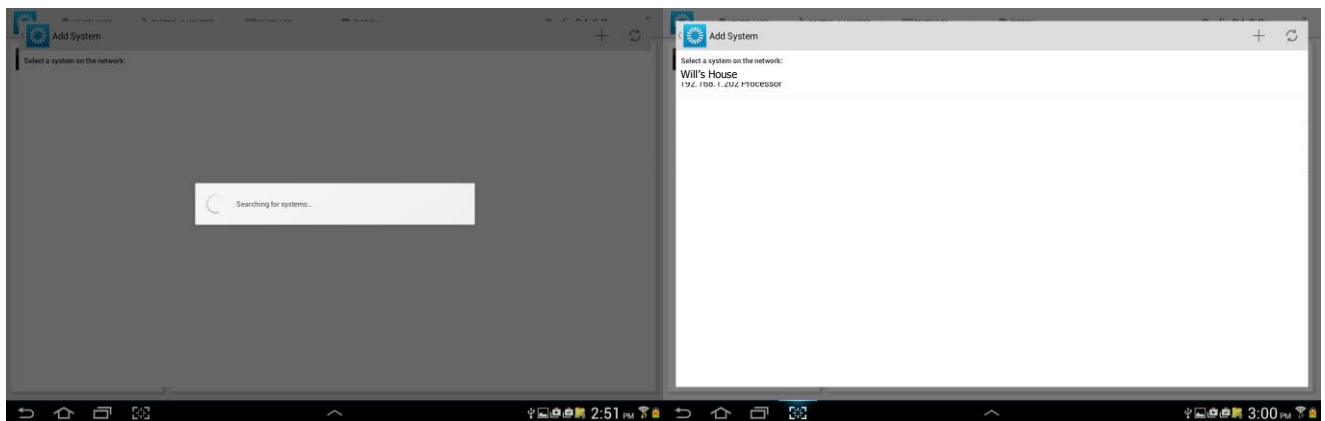 Add System
Select a system on the network:
Searching for systems...
2:51 PM
Add System
Select a system on the network:
Will's House
192.168.1.202 Processor
3:00 PM